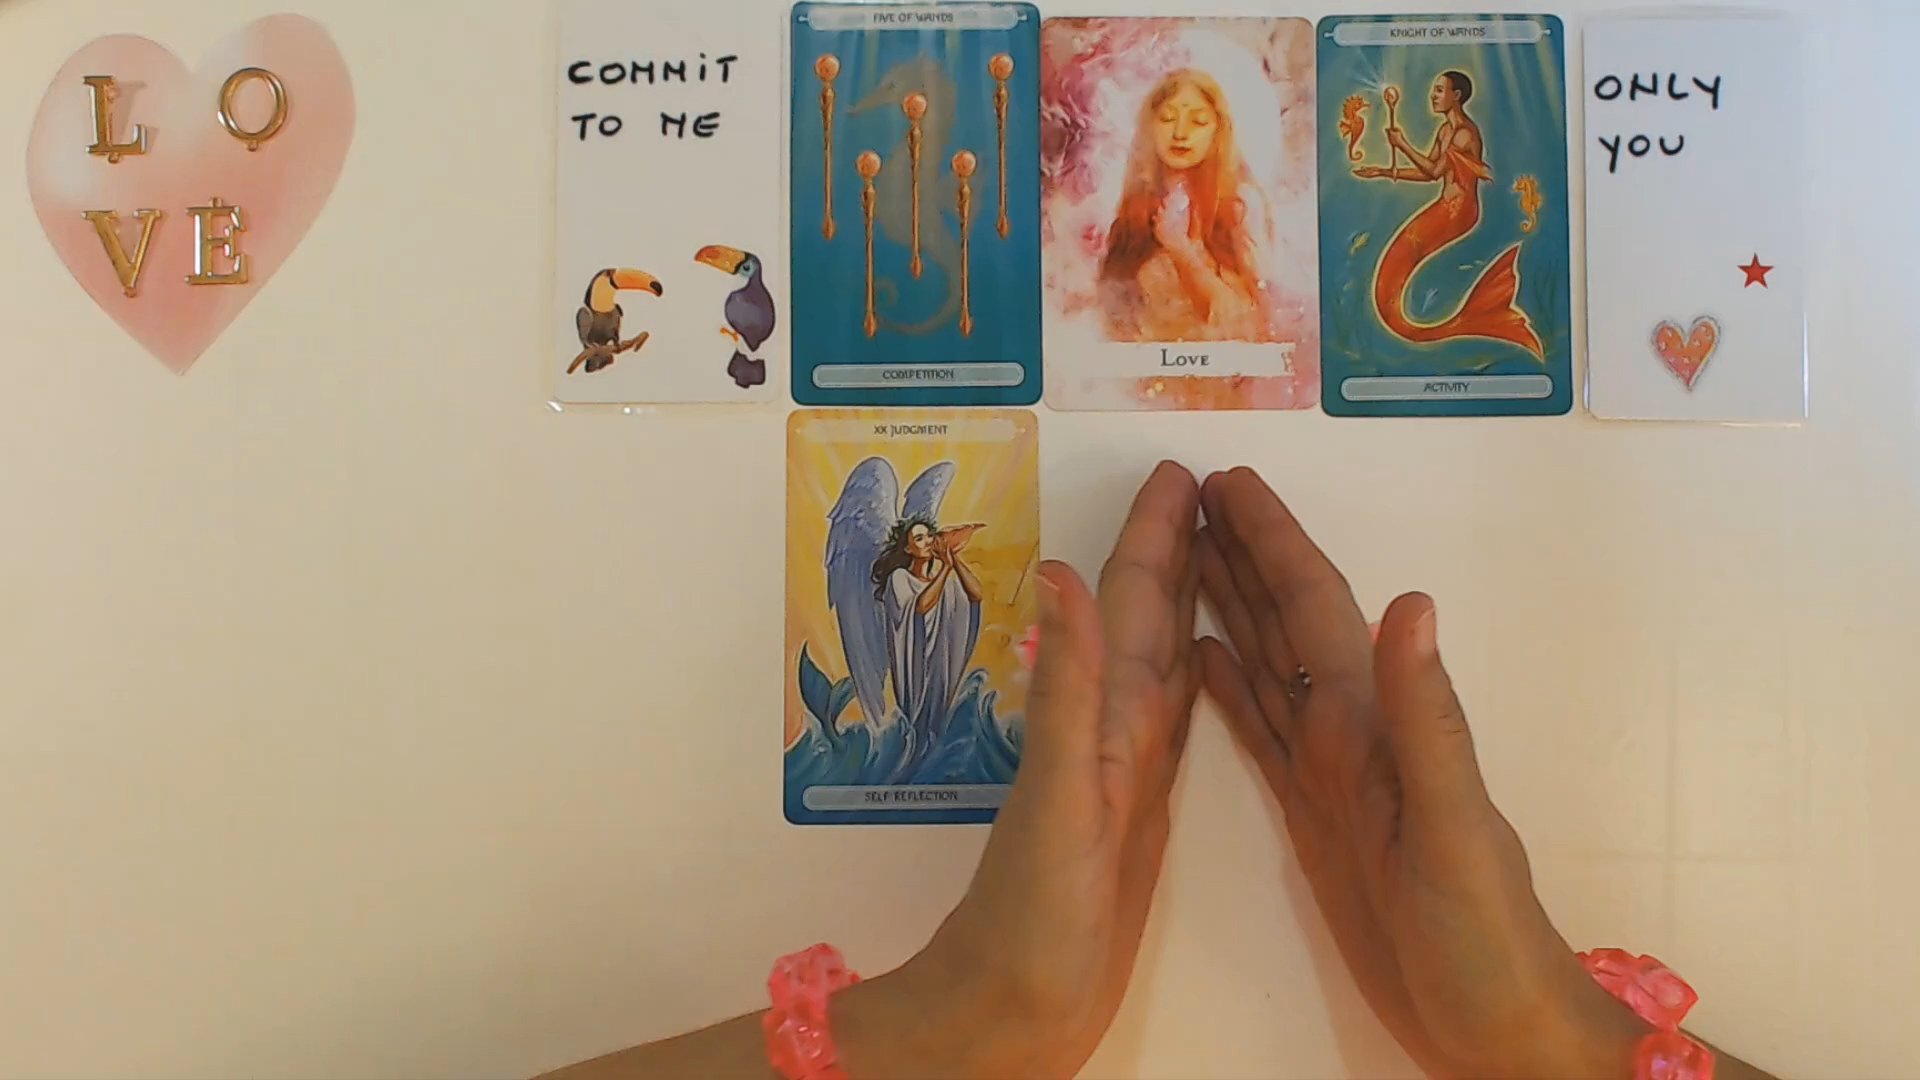 L O
V E
COMMIT
TO ME
FIVE OF WANDS
COMPETITION
LOVE
KNIGHT OF WANDS
ACTIVITY
ONLY
YOU
XX JUDGMENT
SELF REFLECTION